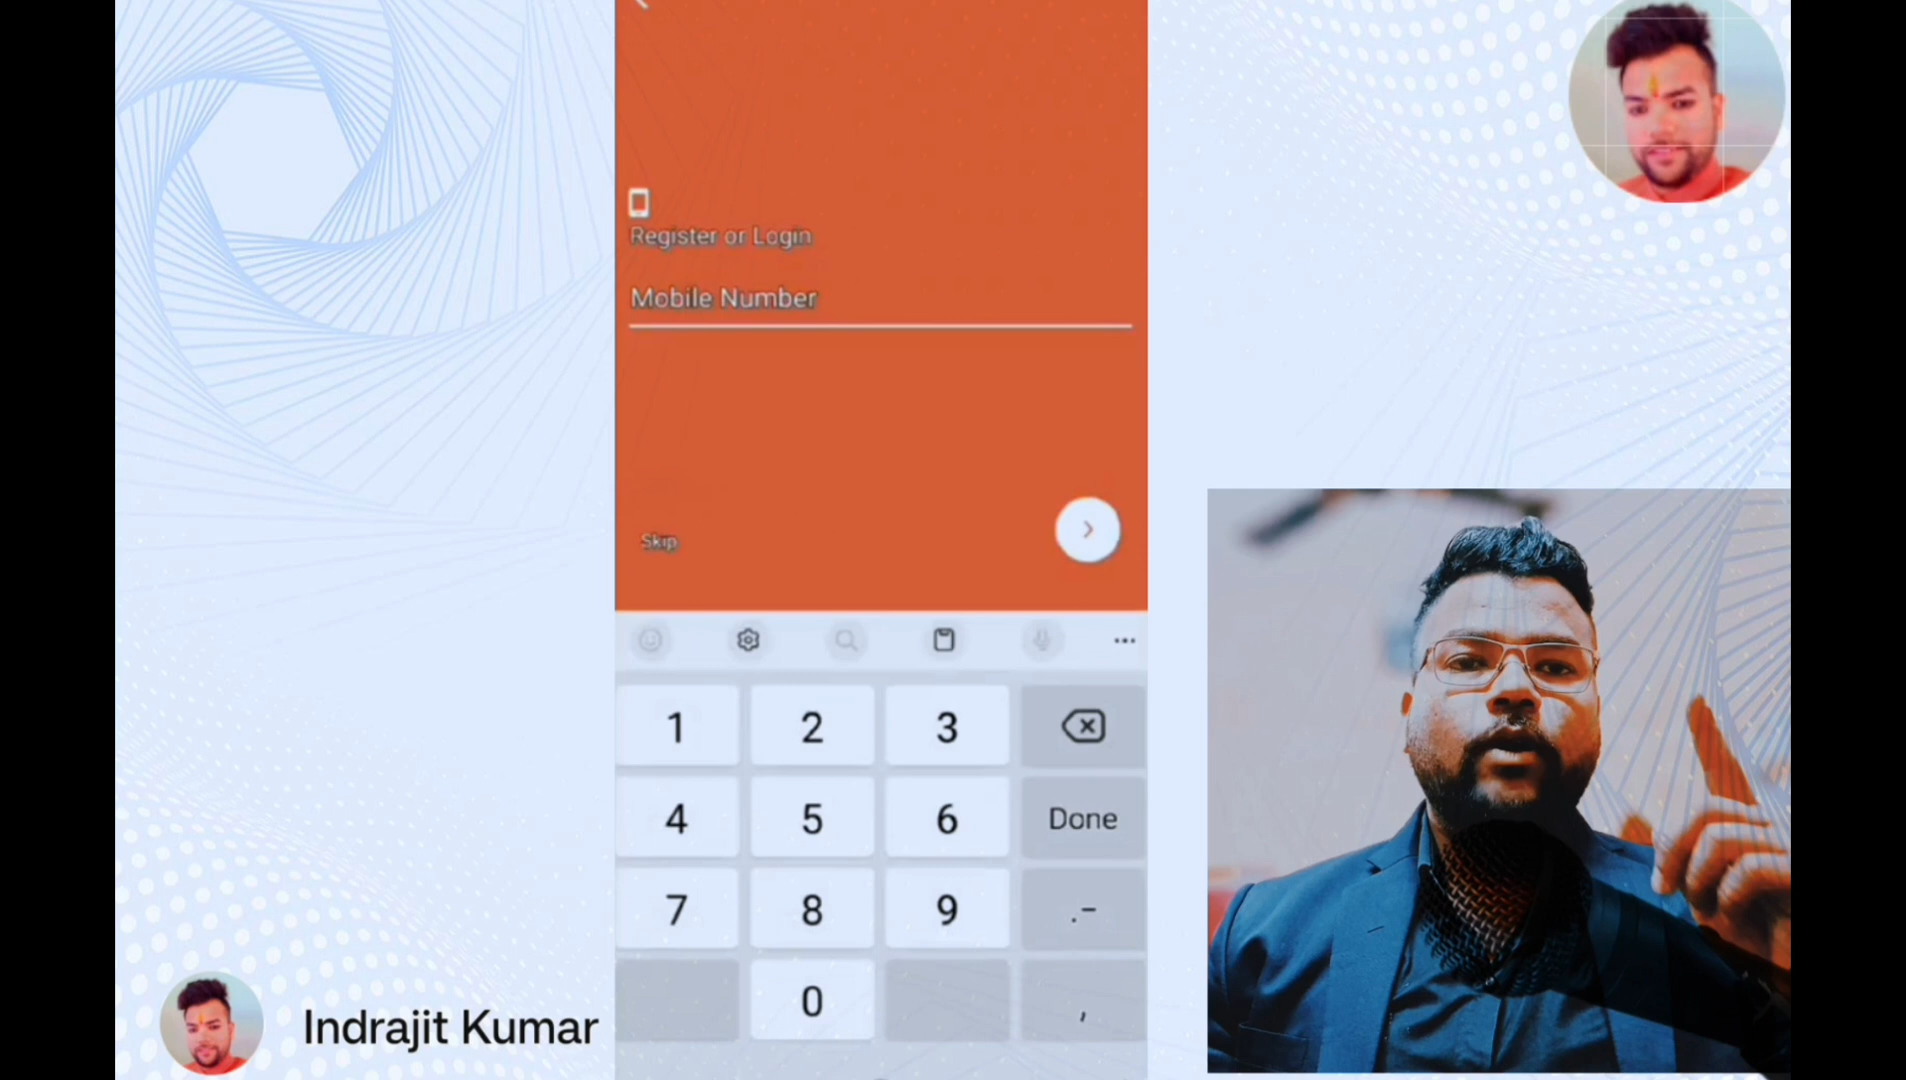 Register or Login
Mobile Number
Skip
1 2 3
4 5 6 Done
7 8 9 .-
0 ,
Indrajit Kumar